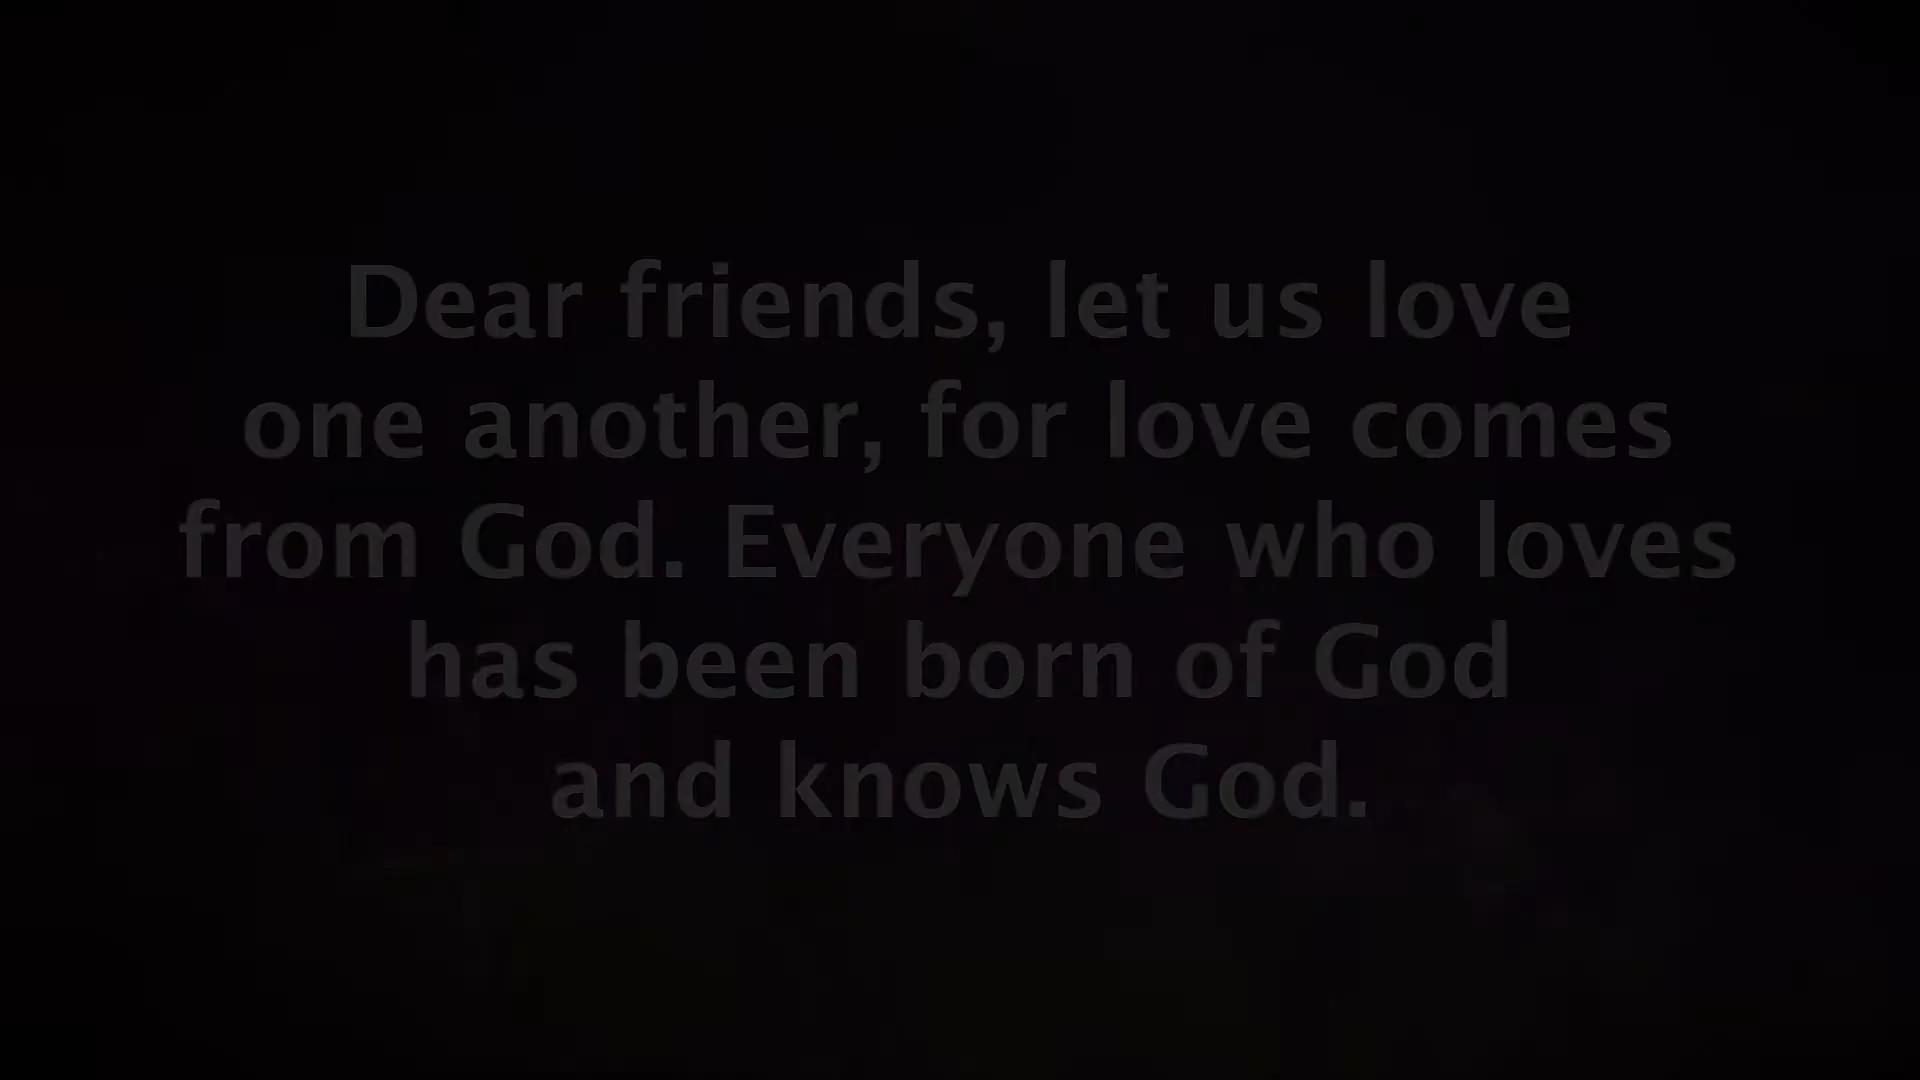 Dear friends, let us love
one another, for love comes
from God. Everyone who loves
has been born of God
and knows God.